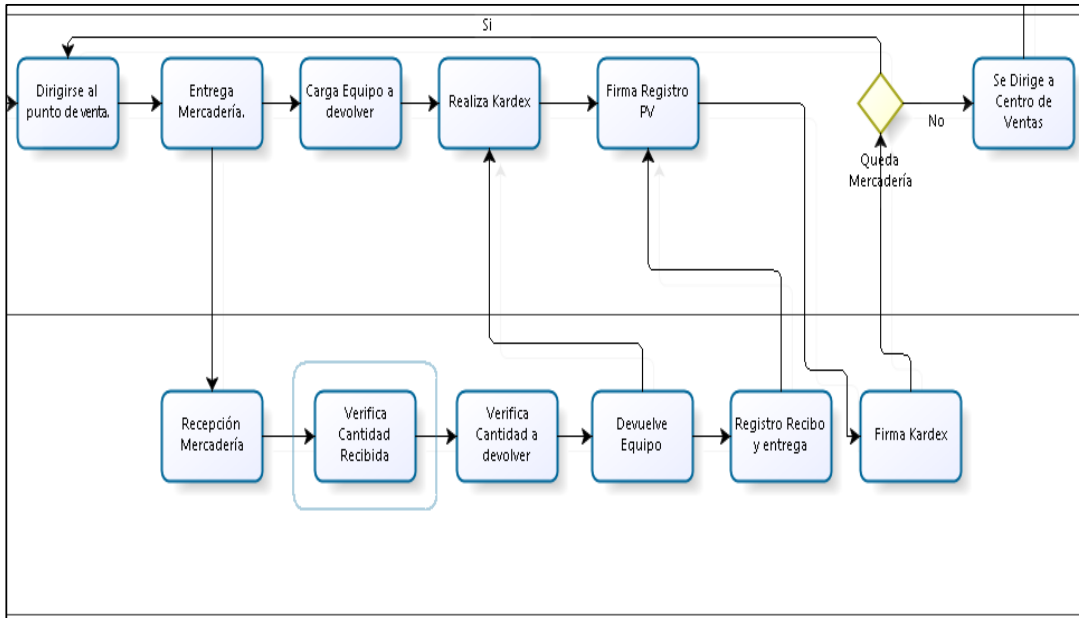 Si
Dirigirse al
punto de venta.
Entrega
Mercadería.
Carga Equipo a
devolver
Realiza Kardex
Firma Registro
PV
No
Se Dirige a
Centro de
Ventas
Queda
Mercadería
Recepción
Mercadería
Verifica
Cantidad
Recibida
Verifica
Cantidad a
devolver
Devuelve
Equipo
Registro Recibo
y entrega
Firma Kardex